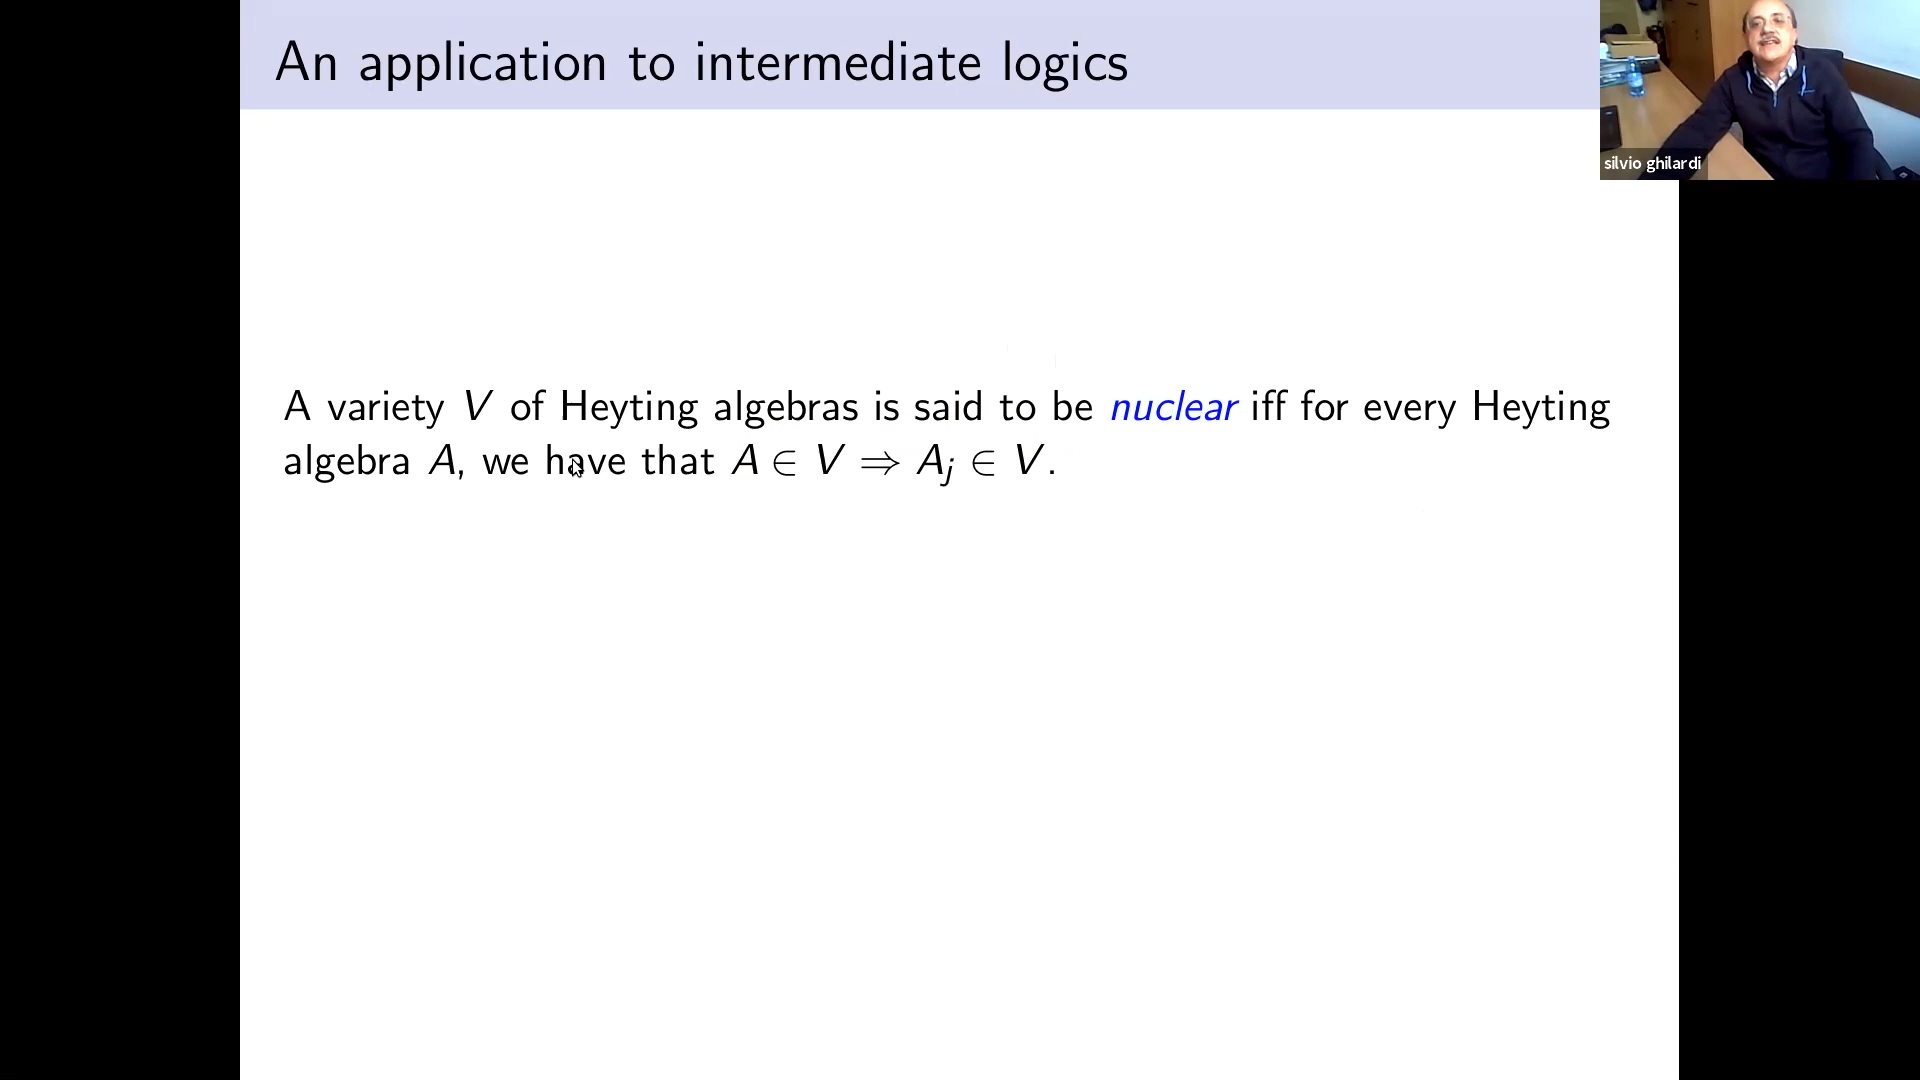 An application to intermediate logics
silvio ghilardi
A variety V of Heyting algebras is said to be nuclear iff for every Heyting
algebra A, we have that A ∈ V ⇒ A_j ∈ V.